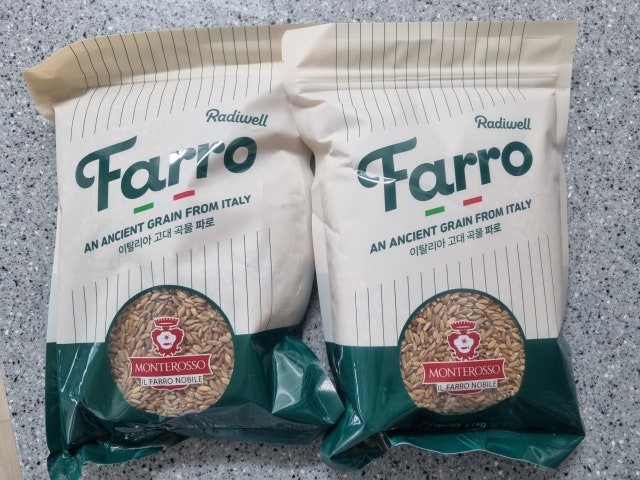 Radiwell
Farro
AN ANCIENT GRAIN FROM ITALY
이탈리아 고대 곡물 파로
MONTEROSSO
IL FARRO NOBILE
Radiwell
Farro
AN ANCIENT GRAIN FROM ITALY
이탈리아 고대 곡물 파로
MONTEROSSO
IL FARRO NOBILE